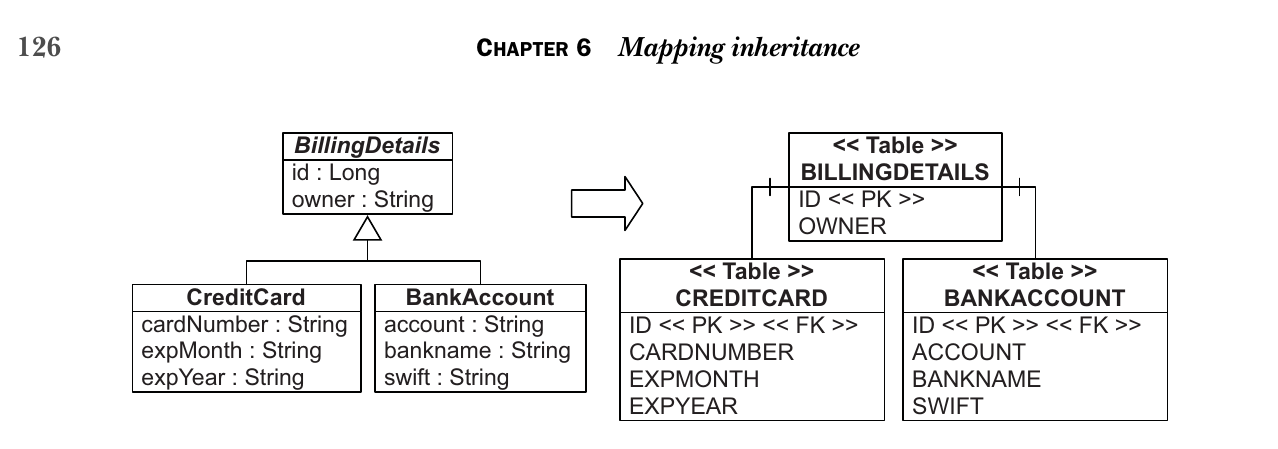 126
CHAPTER 6 Mapping inheritance
BillingDetails
id : Long
owner : String
CreditCard
cardNumber : String
expMonth : String
expYear : String
BankAccount
account : String
bankname : String
swift : String
<< Table >>
BILLINGDETAILS
ID << PK >>
OWNER
<< Table >>
CREDITCARD
ID << PK >> << FK >>
CARDNUMBER
EXPMONTH
EXPYEAR
<< Table >>
BANKACCOUNT
ID << PK >> << FK >>
ACCOUNT
BANKNAME
SWIFT